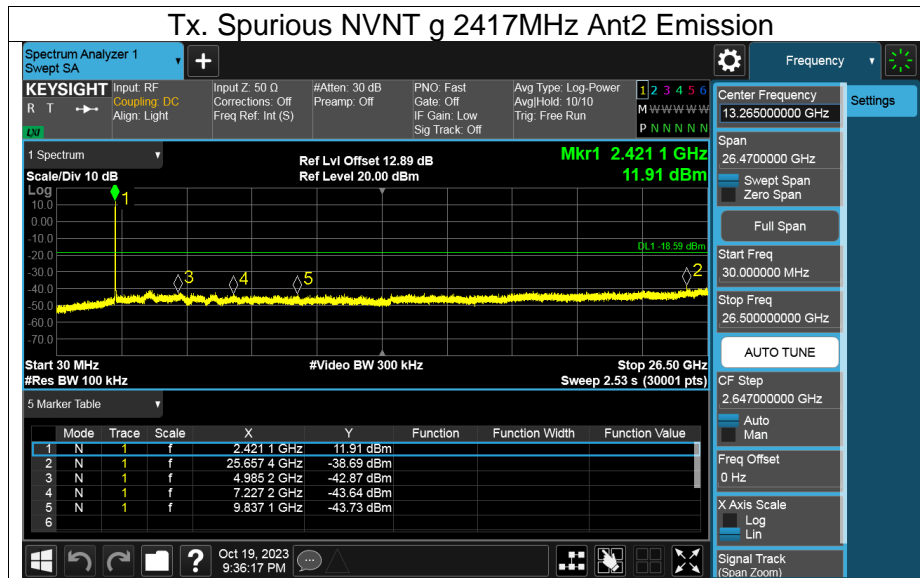 Tx. Spurious NVNT g 2417MHz Ant2 Emission
Spectrum Analyzer 1
Swept SA
+
Frequency
KEYSIGHT
R T
LXI
Input: RF
Coupling: DC
Align: Light
Input Z: 50 Ω
Corrections: Off
Freq Ref: Int (S)
#Atten: 30 dB
Preamp: Off
PNO: Fast
Gate: Off
IF Gain: Low
Sig Track: Off
Avg Type: Log-Power
Avg|Hold: 10/10
Trig: Free Run
1 2 3 4 5 6
M W W W W W
P N N N N N
1 Spectrum
Scale/Div 10 dB
Ref Lvl Offset 12.89 dB
Ref Level 20.00 dBm
Mkr1 2.421 1 GHz
11.91 dBm
Log
10.0
0.00
-10.0
-20.0
-30.0
-40.0
-50.0
-60.0
-70.0
1
3
4
5
2
DL1 -18.59 dBm
Start 30 MHz
#Res BW 100 kHz
#Video BW 300 kHz
Stop 26.50 GHz
Sweep 2.53 s (30001 pts)
5 Marker Table
Mode Trace Scale X Y Function Function Width Function Value
1 N 1 f 2.421 1 GHz 11.91 dBm
2 N 1 f 25.657 4 GHz -38.69 dBm
3 N 1 f 4.985 2 GHz -42.87 dBm
4 N 1 f 7.227 2 GHz -43.64 dBm
5 N 1 f 9.837 1 GHz -43.73 dBm
6
?
Oct 19, 2023
9:36:17 PM
Center Frequency
13.265000000 GHz
Span
26.4700000 GHz
Swept Span
Zero Span
Full Span
Start Freq
30.000000 MHz
Stop Freq
26.500000000 GHz
AUTO TUNE
CF Step
2.647000000 GHz
Auto
Man
Freq Offset
0 Hz
X Axis Scale
Log
Lin
Signal Track
(Span Zoom)
Settings